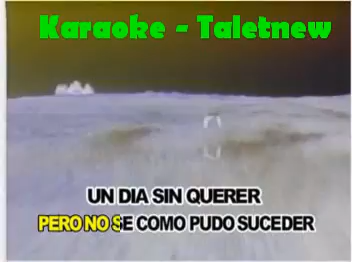 Karaoke - Taletnew
UN DIA SIN QUERER
PERO NO SE COMO PUDO SUCEDER